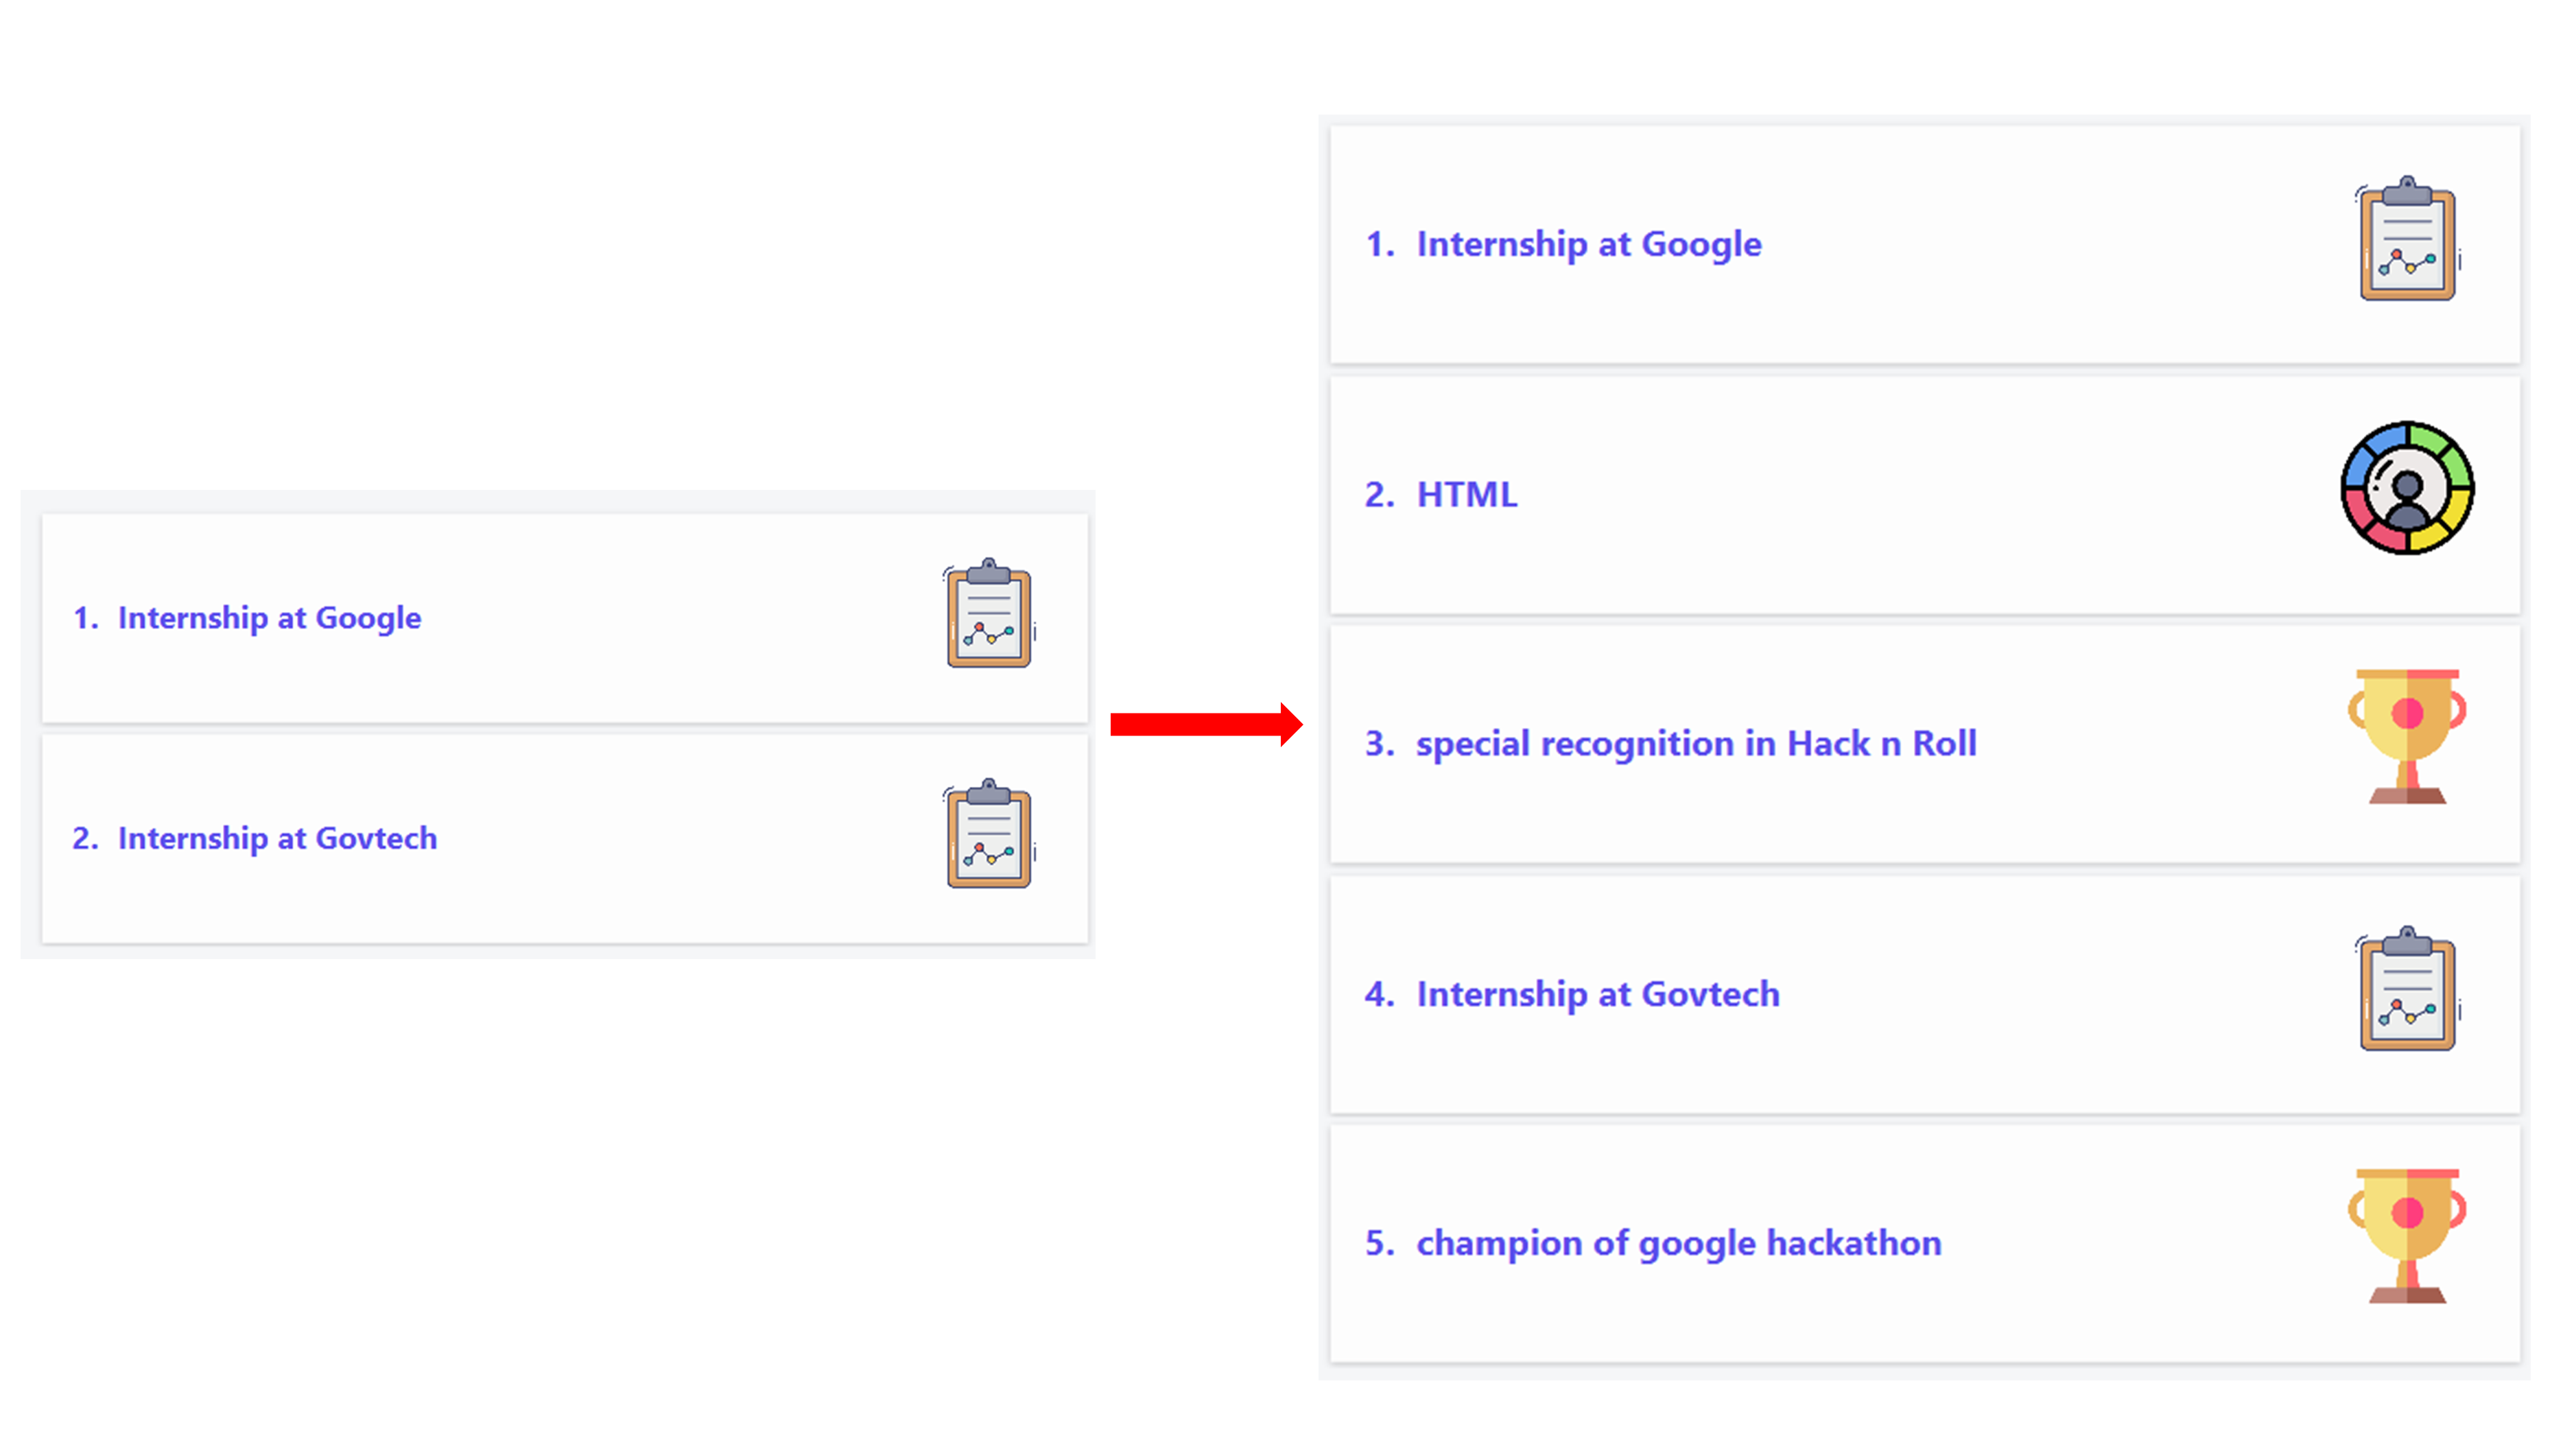 1. Internship at Google
2. Internship at Govtech
1. Internship at Google
2. HTML
3. special recognition in Hack n Roll
4. Internship at Govtech
5. champion of google hackathon